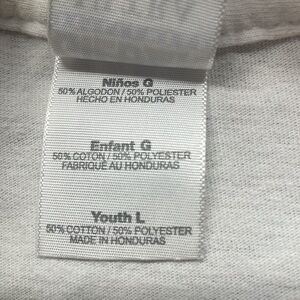 Niños G
50% ALGODON / 50% POLIESTER
HECHO EN HONDURAS
Enfant G
50% COTON / 50% POLYESTER
FABRIQUÉ AU HONDURAS
Youth L
50% COTTON / 50% POLYESTER
MADE IN HONDURAS